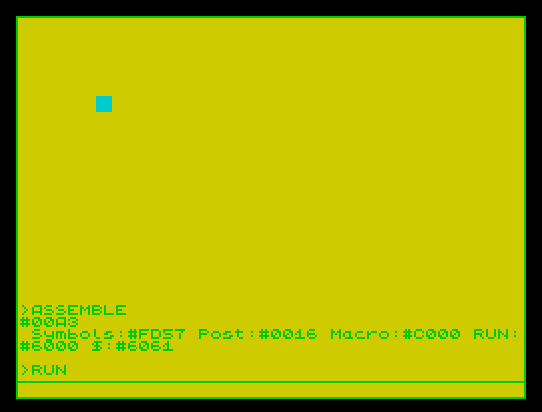 >ASSEMBLE
#00A3
Symbols:#FD57 Post:#0016 Macro:#C000 RUN:
#6000 $:#6061
>RUN